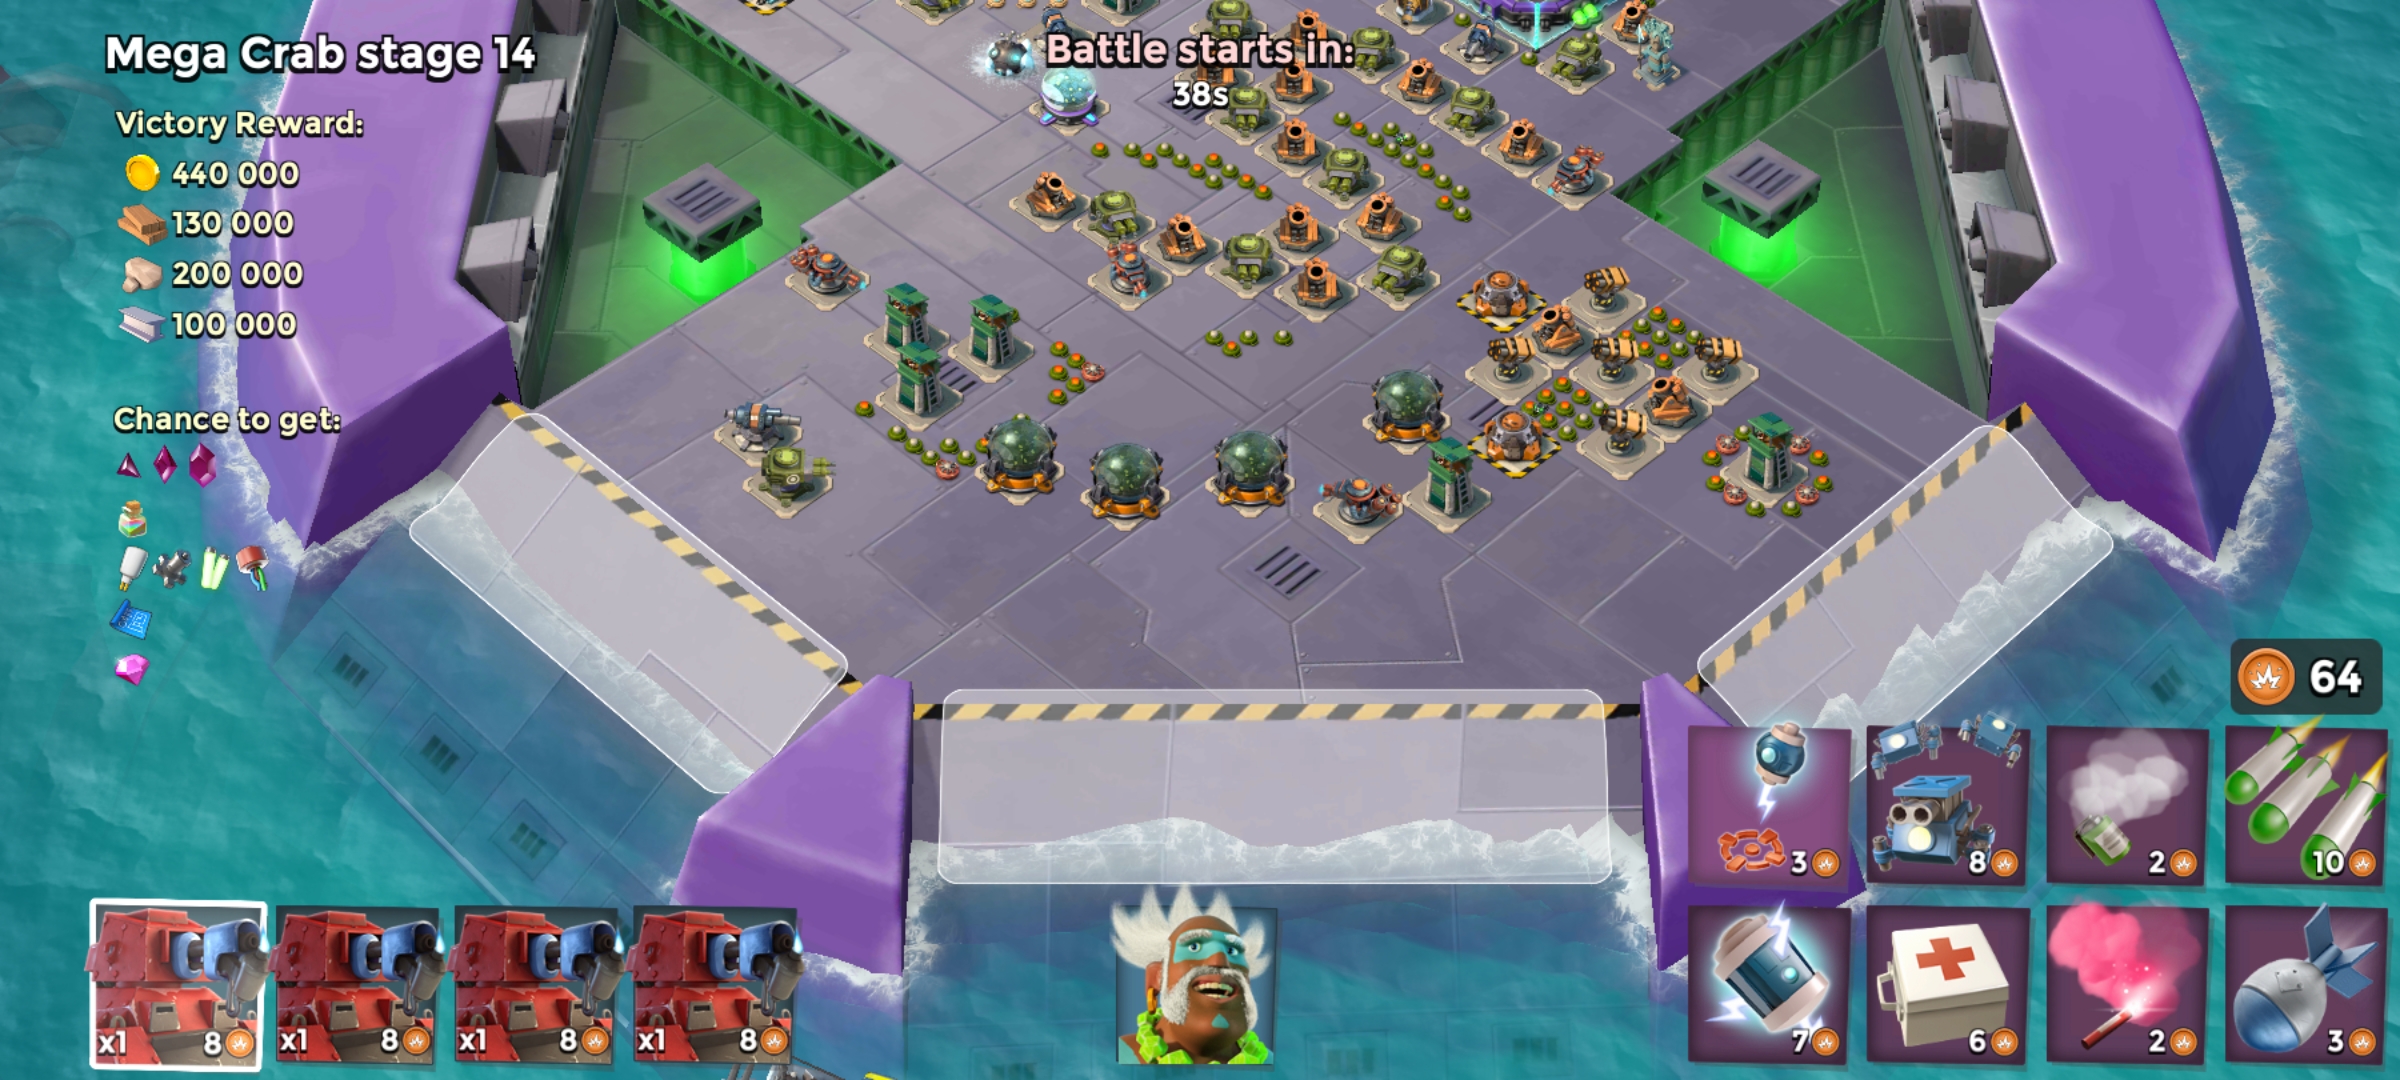 Mega Crab stage 14
Battle starts in:
38s
Victory Reward:
440 000
130 000
200 000
100 000
Chance to get:
64
3
8
2
10
x1 8
x1 8
x1 8
x1 8
7
6
2
3